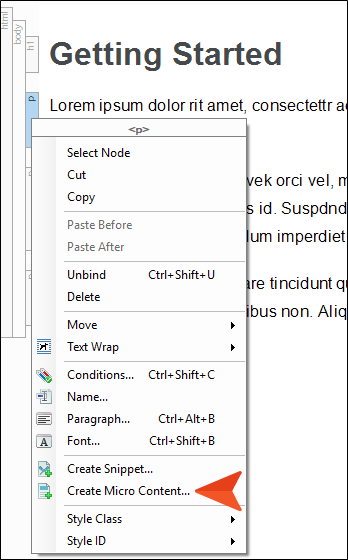 html
body
h1
Getting Started
p
Lorem ipsum dolor rit amet, consectettr a
<p>
Select Node
Cut
Copy
vek orci vel, m
s id. Suspdnd
Paste Before
lum imperdiet
Paste After
Unbind Ctrl+Shift+U
are tincidunt qu
Delete
ibus non. Aliq
Move
Text Wrap
Conditions... Ctrl+Shift+C
Name...
Paragraph... Ctrl+Alt+B
Font... Ctrl+Shift+B
Create Snippet...
Create Micro Content...
Style Class
Style ID